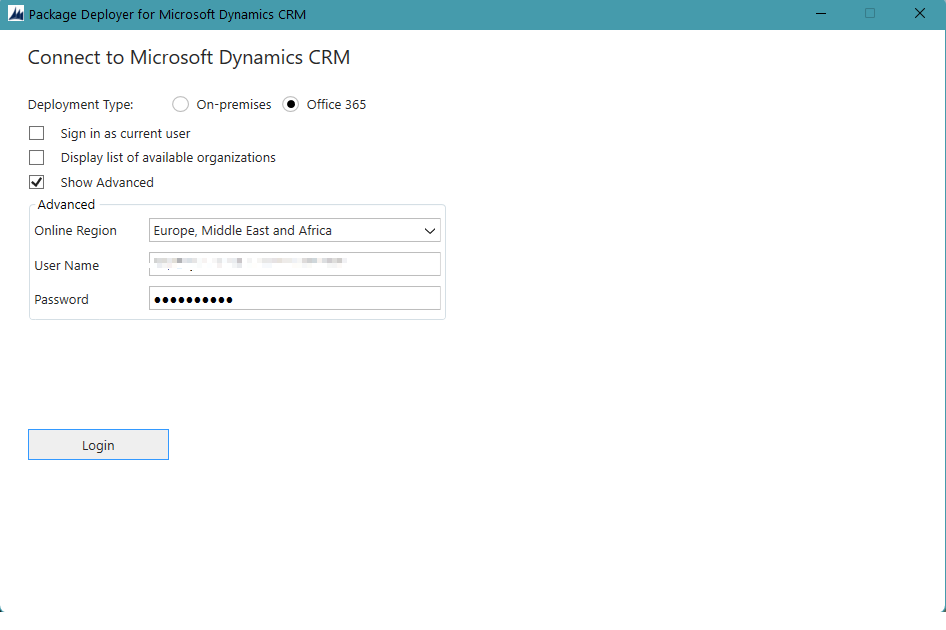 Package Deployer for Microsoft Dynamics CRM
Connect to Microsoft Dynamics CRM
Deployment Type: On-premises Office 365
Sign in as current user
Display list of available organizations
Show Advanced
Advanced
Online Region Europe, Middle East and Africa
User Name
Password ●●●●●●●●●●
Login